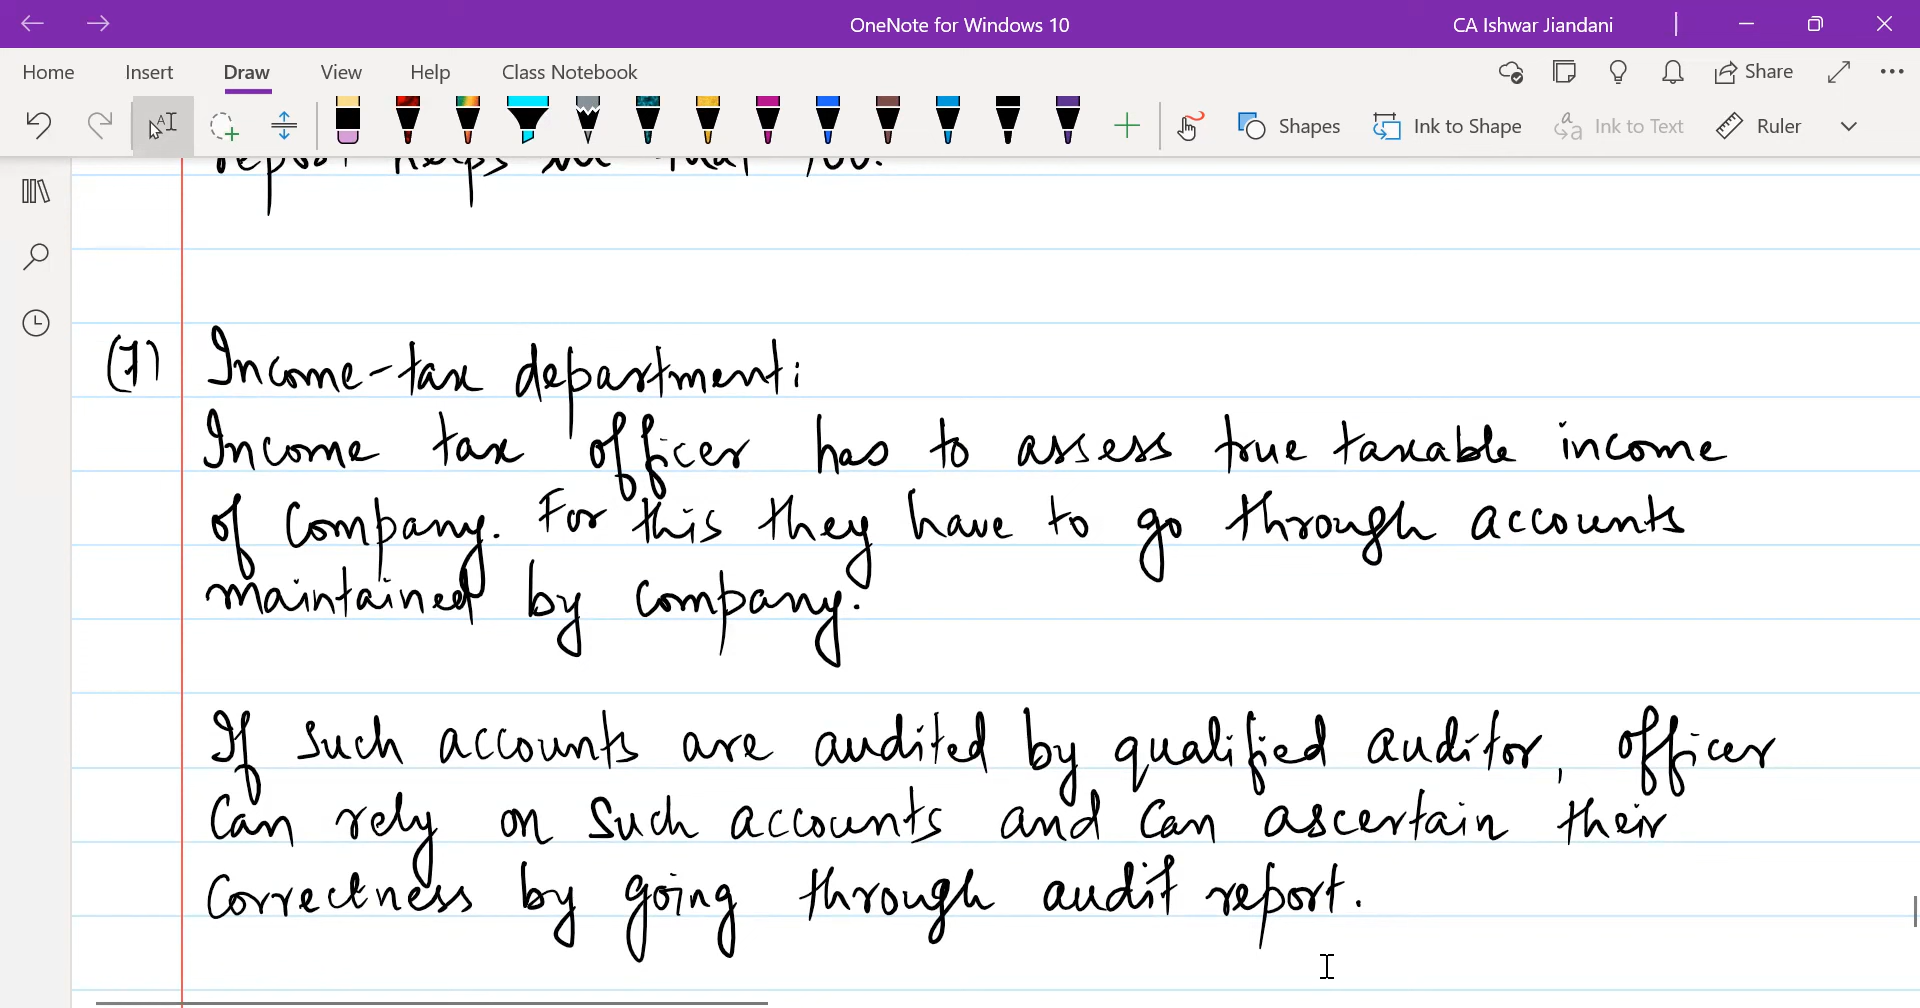 OneNote for Windows 10
CA Ishwar Jiandani
Home Insert Draw View Help Class Notebook
Share
Shapes Ink to Shape Ink to Text Ruler
report helps
(7) Income-tax department:
Income tax officer has to assess true taxable income
of Company. For this they have to go through accounts
maintained by Company.
If such accounts are audited by qualified auditor, officer
Can rely on such accounts and Can ascertain their
Correctness by going through audit report.